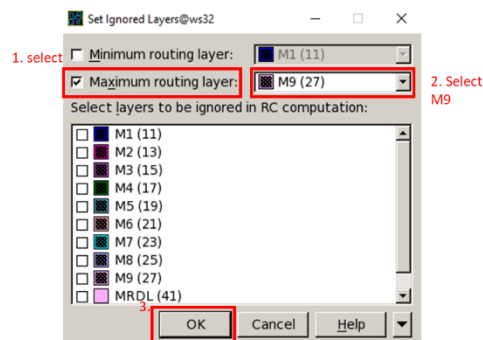 Set Ignored Layers@ws32
1. select
Minimum routing layer:
M1 (11)
Maximum routing layer:
M9 (27)
2. Select
M9
Select layers to be ignored in RC computation:
M1 (11)
M2 (13)
M3 (15)
M4 (17)
M5 (19)
M6 (21)
M7 (23)
M8 (25)
M9 (27)
MRDL (41)
3.
OK
Cancel
Help